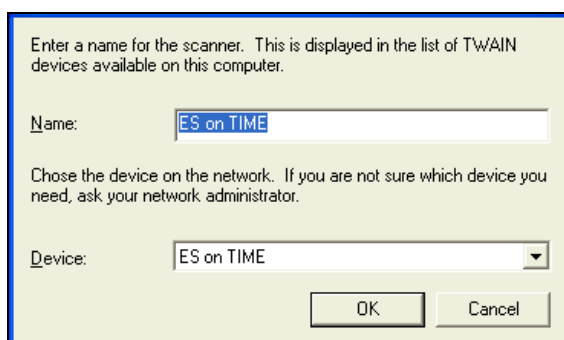 Enter a name for the scanner.  This is displayed in the list of TWAIN
devices available on this computer.
Name: ES on TIME
Chose the device on the network.  If you are not sure which device you
need, ask your network administrator.
Device: ES on TIME
OK Cancel